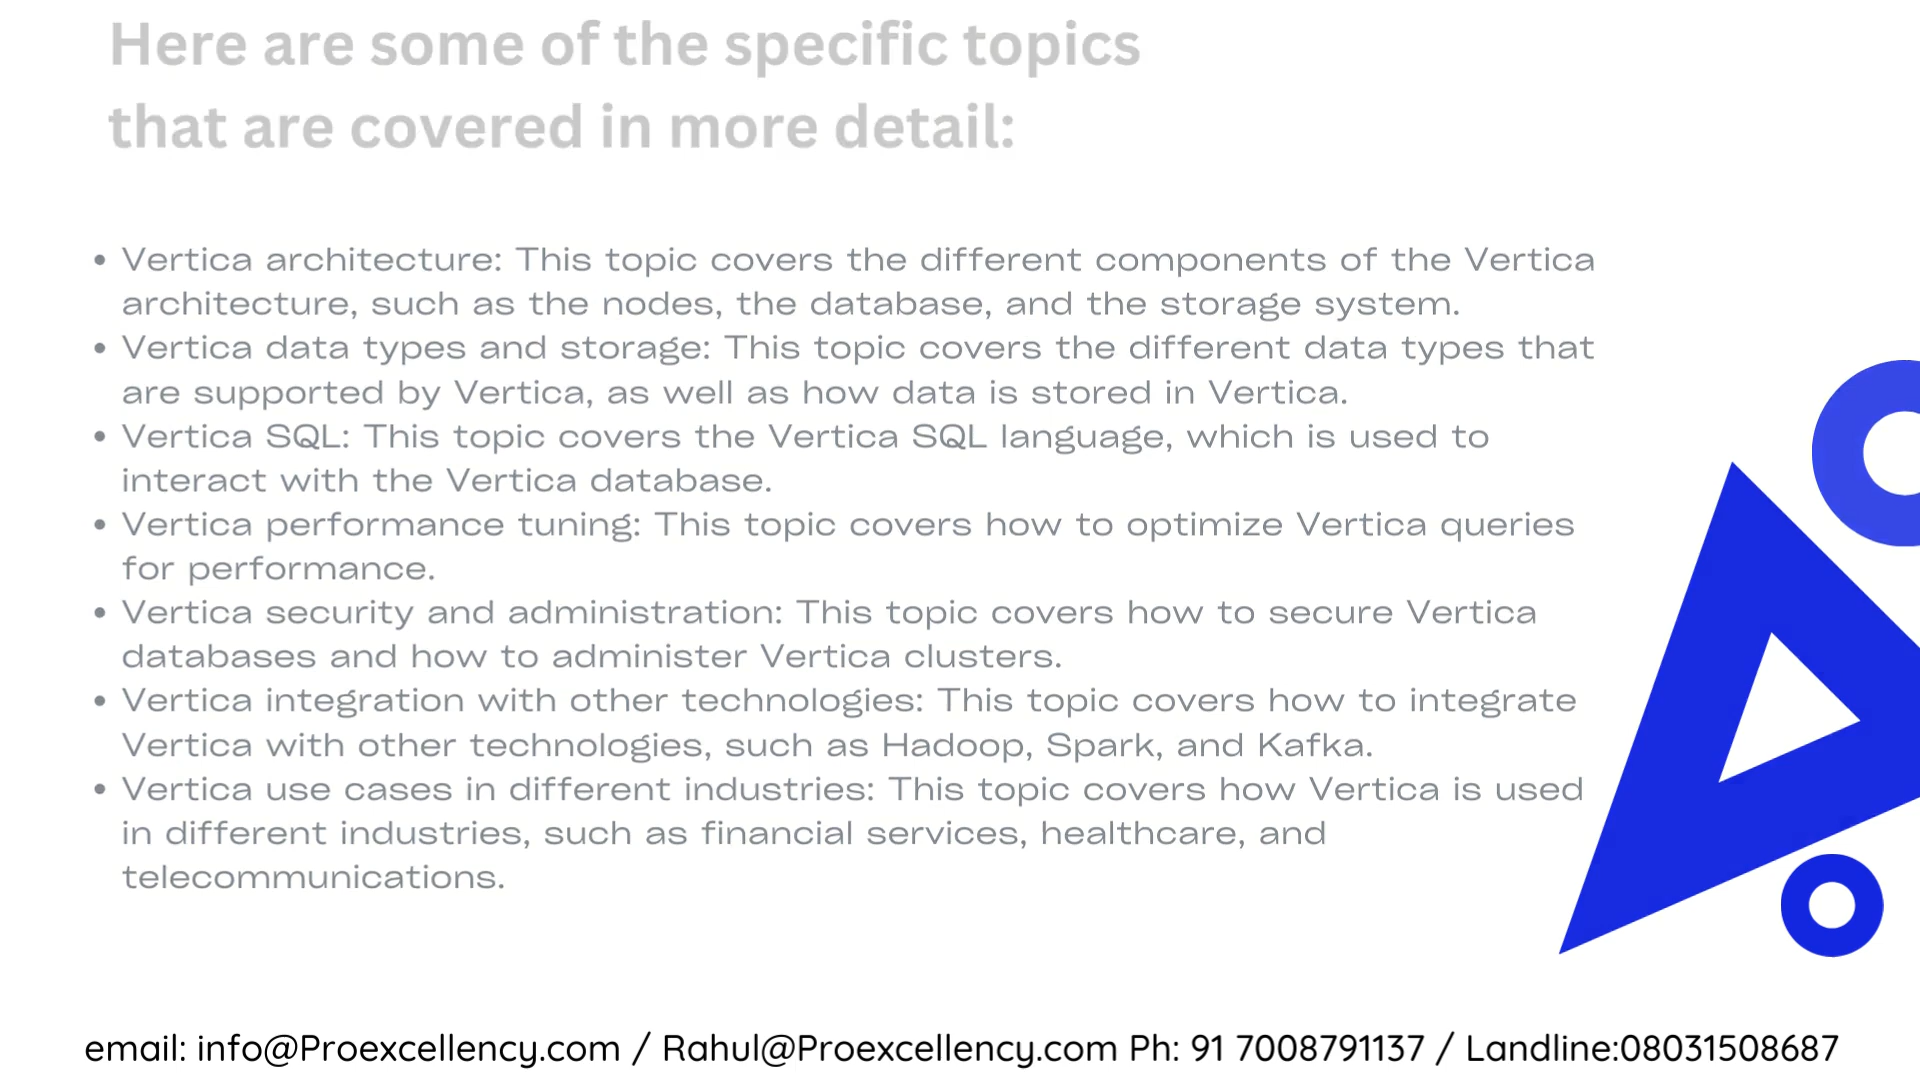 Here are some of the specific topics
that are covered in more detail:
• Vertica architecture: This topic covers the different components of the Vertica
architecture, such as the nodes, the database, and the storage system.
• Vertica data types and storage: This topic covers the different data types that
are supported by Vertica, as well as how data is stored in Vertica.
• Vertica SQL: This topic covers the Vertica SQL language, which is used to
interact with the Vertica database.
• Vertica performance tuning: This topic covers how to optimize Vertica queries
for performance.
• Vertica security and administration: This topic covers how to secure Vertica
databases and how to administer Vertica clusters.
• Vertica integration with other technologies: This topic covers how to integrate
Vertica with other technologies, such as Hadoop, Spark, and Kafka.
• Vertica use cases in different industries: This topic covers how Vertica is used
in different industries, such as financial services, healthcare, and
telecommunications.
email: info@Proexcellency.com / Rahul@Proexcellency.com Ph: 91 7008791137 / Landline:08031508687